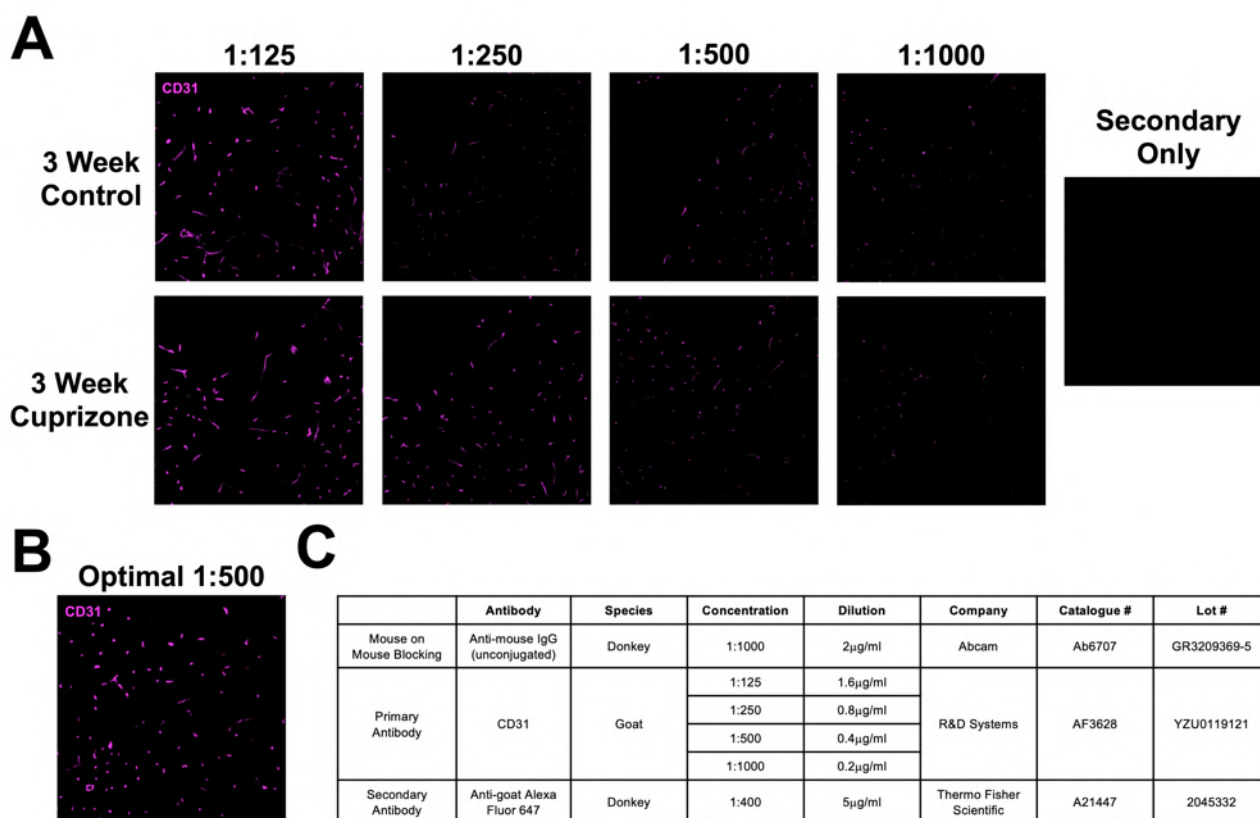 A
1:125 1:250 1:500 1:1000
CD31
Secondary
Only
3 Week
Control
3 Week
Cuprizone
B
Optimal 1:500
CD31
C
Antibody Species Concentration Dilution Company Catalogue # Lot #
Mouse on
Mouse Blocking
Anti-mouse IgG
(unconjugated)
Donkey 1:1000 2μg/ml Abcam Ab6707 GR3209369-5
Primary
Antibody
CD31 Goat
1:125 1.6μg/ml
1:250 0.8μg/ml
1:500 0.4μg/ml
1:1000 0.2μg/ml
R&D Systems AF3628 YZU0119121
Secondary
Antibody
Anti-goat Alexa
Fluor 647
Donkey 1:400 5μg/ml
Thermo Fisher
Scientific
A21447 2045332